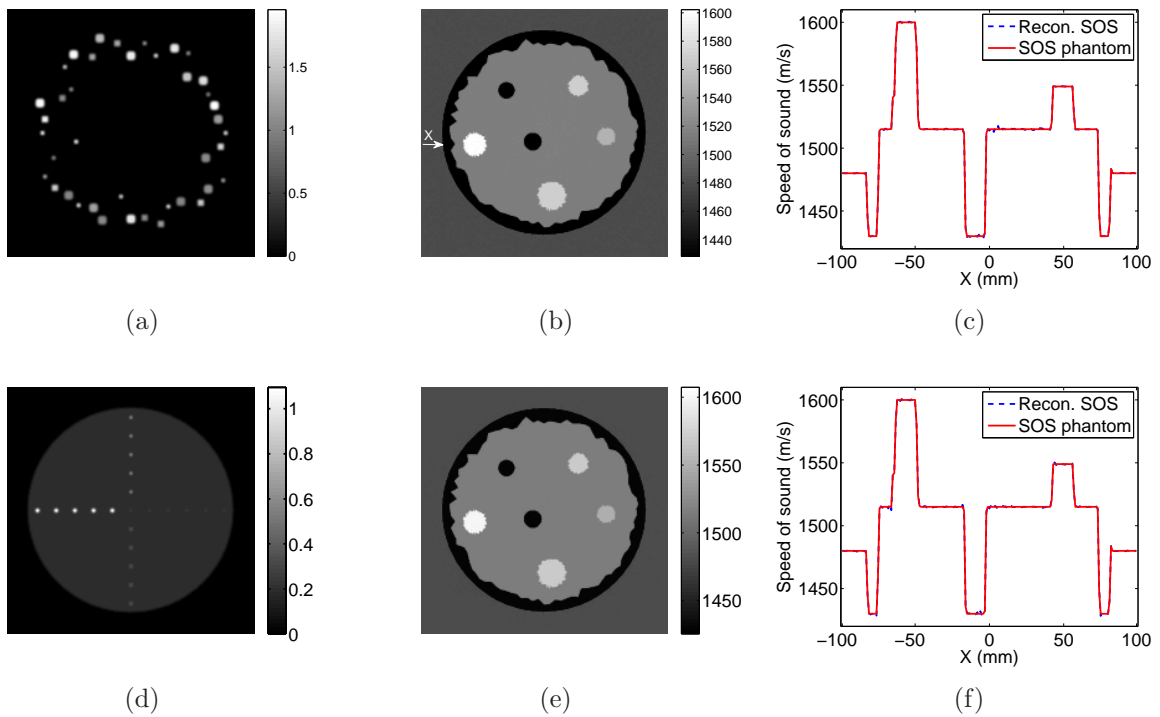 1.5
1
0.5
0
(a)
X
1600
1580
1560
1540
1520
1500
1480
1460
1440
(b)
Speed of sound (m/s)
1600
1550
1500
1450
−100 −50 0 50 100
X (mm)
Recon. SOS
SOS phantom
(c)
1
0.8
0.6
0.4
0.2
0
(d)
1600
1550
1500
1450
(e)
Speed of sound (m/s)
1600
1550
1500
1450
−100 −50 0 50 100
X (mm)
Recon. SOS
SOS phantom
(f)